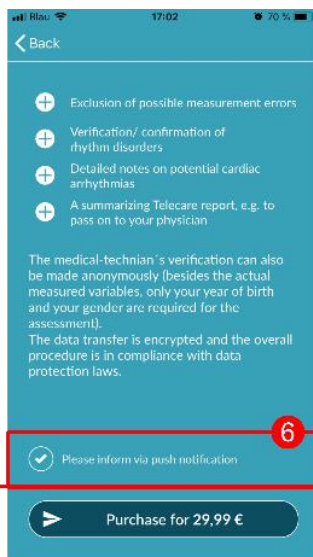 Blau 17:02 70 %
Back
Exclusion of possible measurement errors
Verification/ confirmation of
rhythm disorders
Detailed notes on potential cardiac
arrhythmias
A summarizing Telecare report, e.g. to
pass on to your physician
The medical-technian´s verification can also
be made anonymously (besides the actual
measured variables, only your year of birth
and your gender are required for the
assessment).
The data transfer is encrypted and the overall
procedure is in compliance with data
protection laws.
6
Please inform via push notification
Purchase for 29,99 €